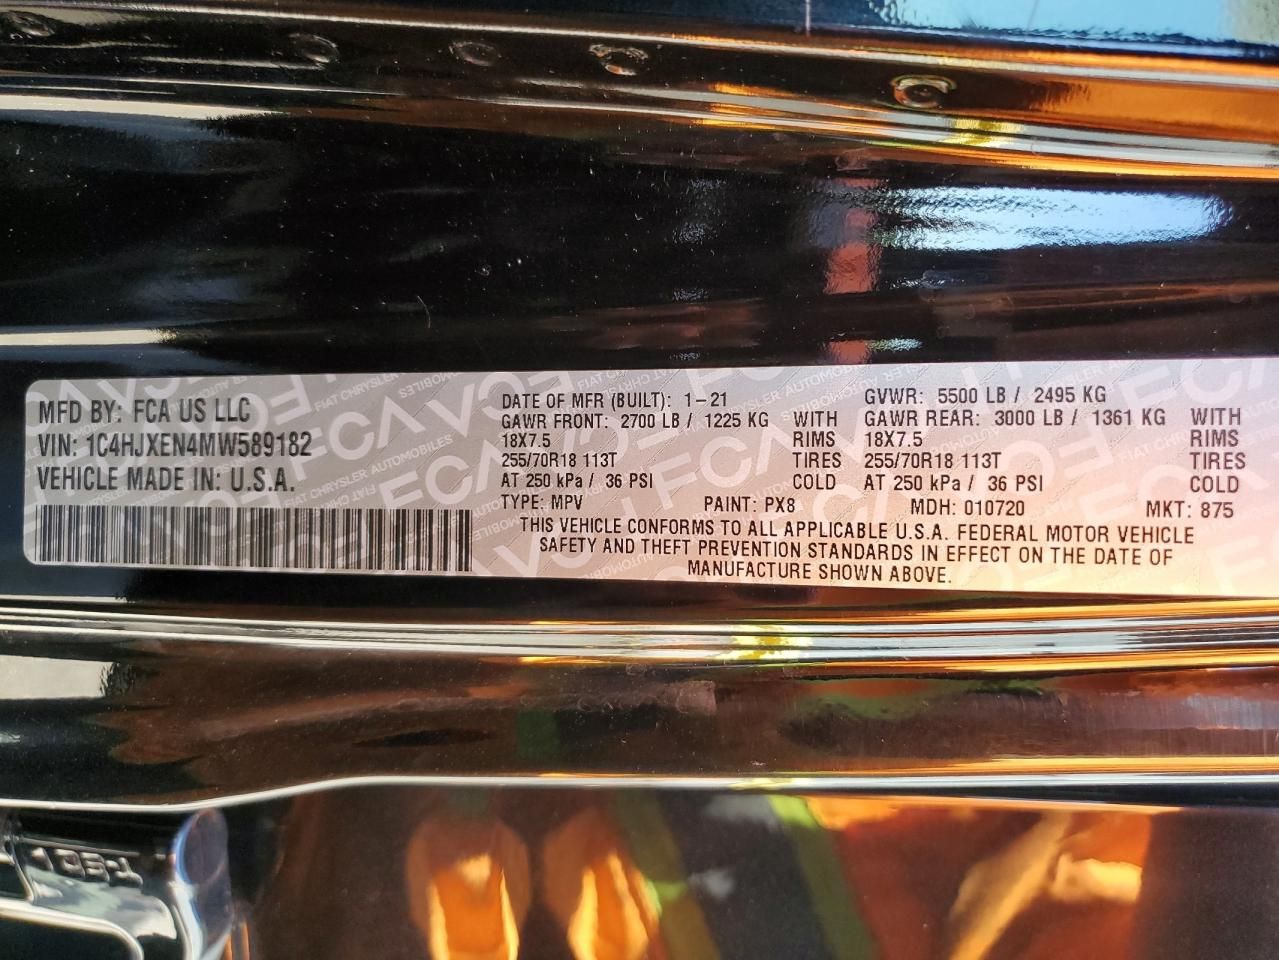 MFD BY: FCA US LLC
VIN: 1C4HJXEN4MW589182
VEHICLE MADE IN: U.S.A.
DATE OF MFR (BUILT): 1-21 GVWR: 5500 LB / 2495 KG
GAWR FRONT: 2700 LB / 1225 KG WITH GAWR REAR: 3000 LB / 1361 KG WITH
18X7.5 RIMS 18X7.5 RIMS
255/70R18 113T TIRES 255/70R18 113T TIRES
AT 250 kPa / 36 PSI COLD AT 250 kPa / 36 PSI COLD
TYPE: MPV PAINT: PX8 MDH: 010720 MKT: 875
THIS VEHICLE CONFORMS TO ALL APPLICABLE U.S.A. FEDERAL MOTOR VEHICLE
SAFETY AND THEFT PREVENTION STANDARDS IN EFFECT ON THE DATE OF
MANUFACTURE SHOWN ABOVE.